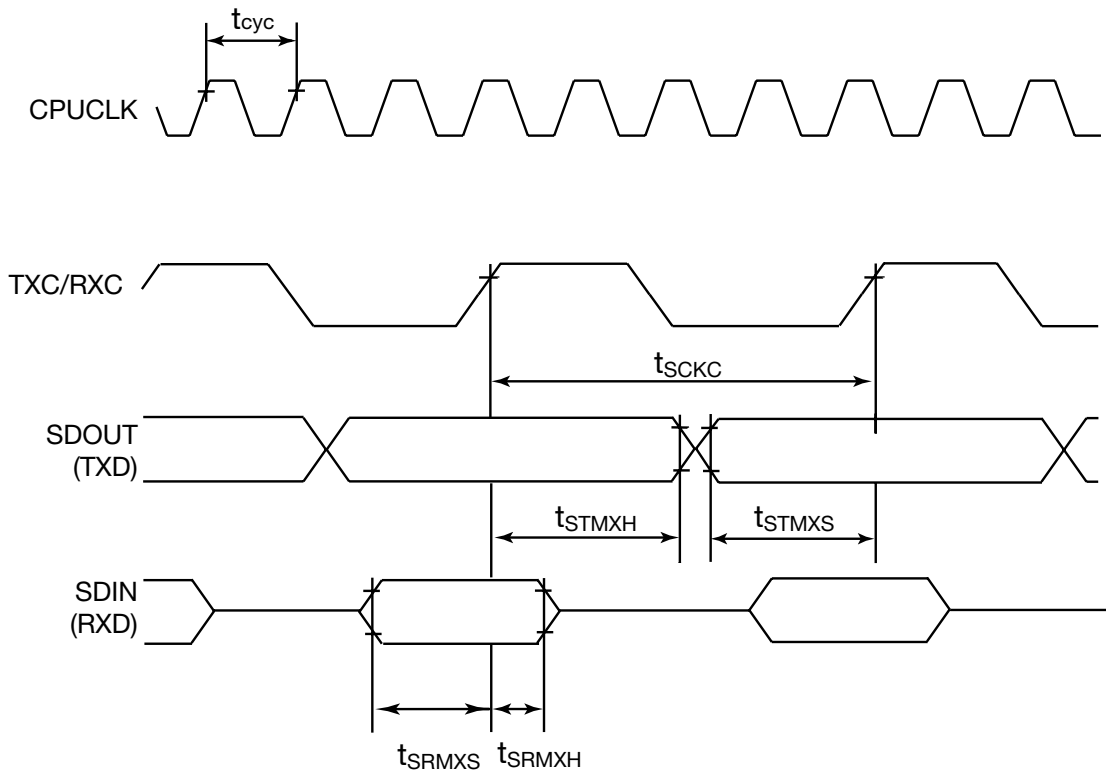 tcyc
CPUCLK
TXC/RXC
tSCKC
SDOUT
(TXD)
tSTMXH
tSTMXS
SDIN
(RXD)
tSRMXS
tSRMXH